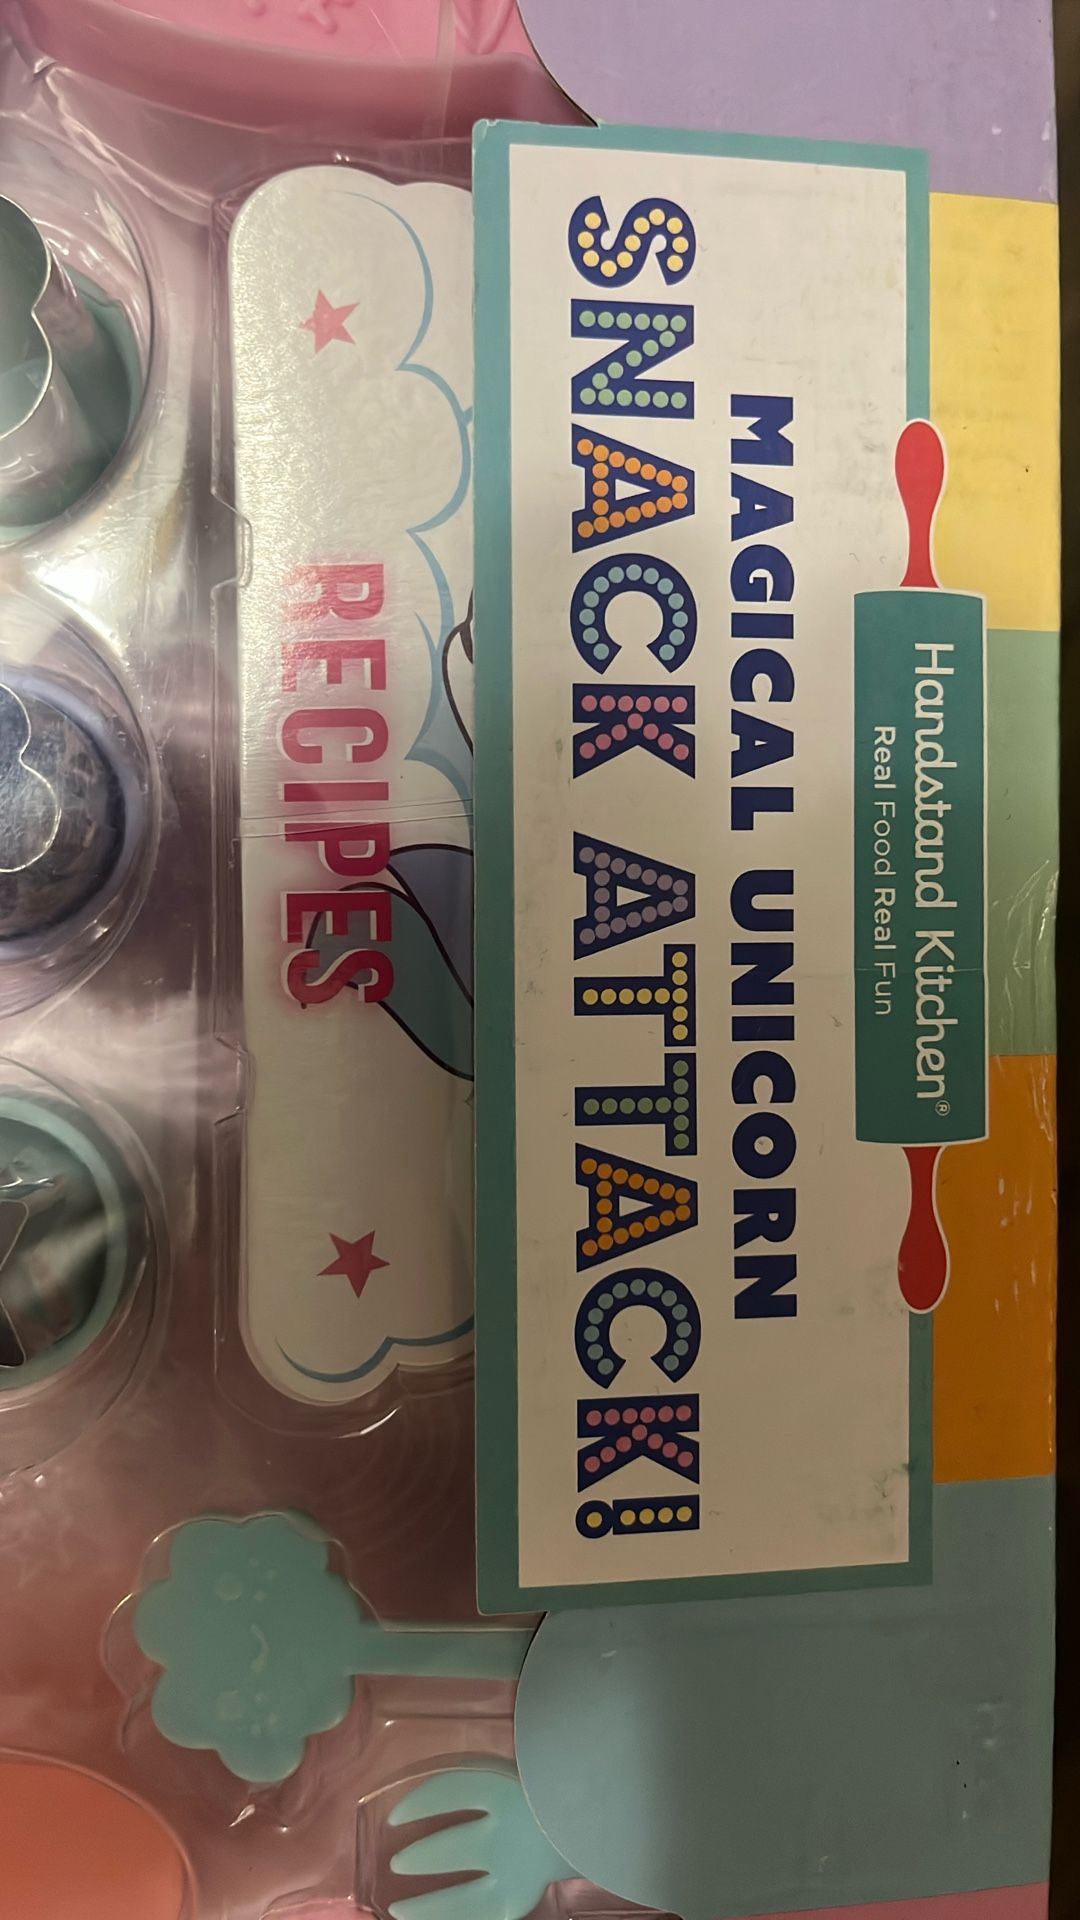 Handstand Kitchen®
Real Food Real Fun
MAGICAL UNICORN
SNACK ATTACK!
RECIPES